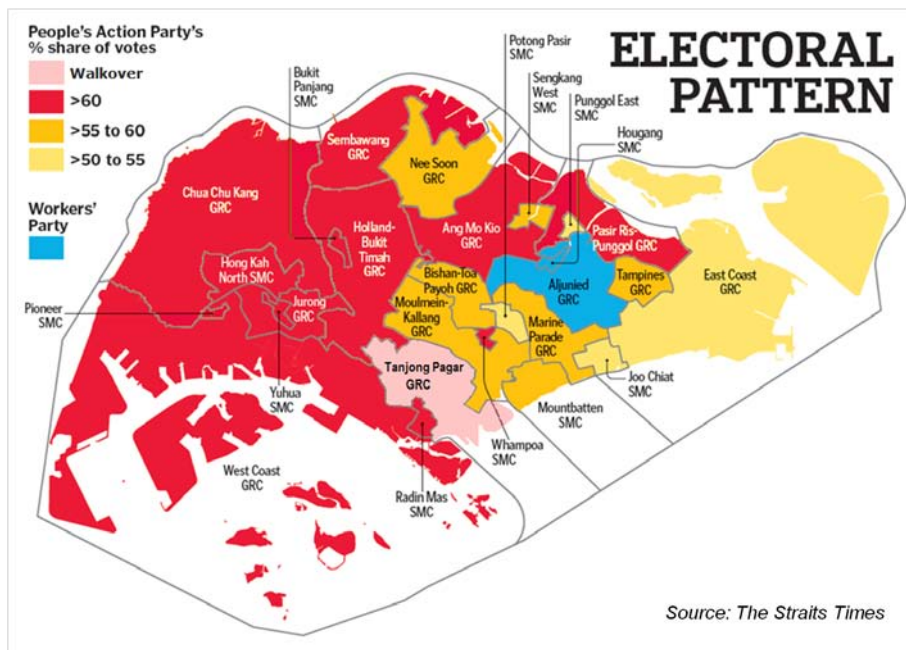 People's Action Party's
% share of votes
Walkover
>60
>55 to 60
>50 to 55
Workers'
Party
ELECTORAL
PATTERN
Potong Pasir
SMC
Sengkang
West
SMC
Punggol East
SMC
Hougang
SMC
Bukit
Panjang
SMC
Sembawang
GRC
Nee Soon
GRC
Chua Chu Kang
GRC
Holland-
Bukit
Timah
GRC
Ang Mo Kio
GRC
Pasir Ris-
Punggol GRC
Hong Kah
North SMC
Bishan-Toa
Payoh GRC
Aljunied
GRC
Tampines
GRC
East Coast
GRC
Pioneer
SMC
Jurong
GRC
Moulmein-
Kallang
GRC
Marine
Parade
GRC
Tanjong Pagar
GRC
Yuhua
SMC
Joo Chiat
SMC
Mountbatten
SMC
Whampoa
SMC
West Coast
GRC
Radin Mas
SMC
Source: The Straits Times